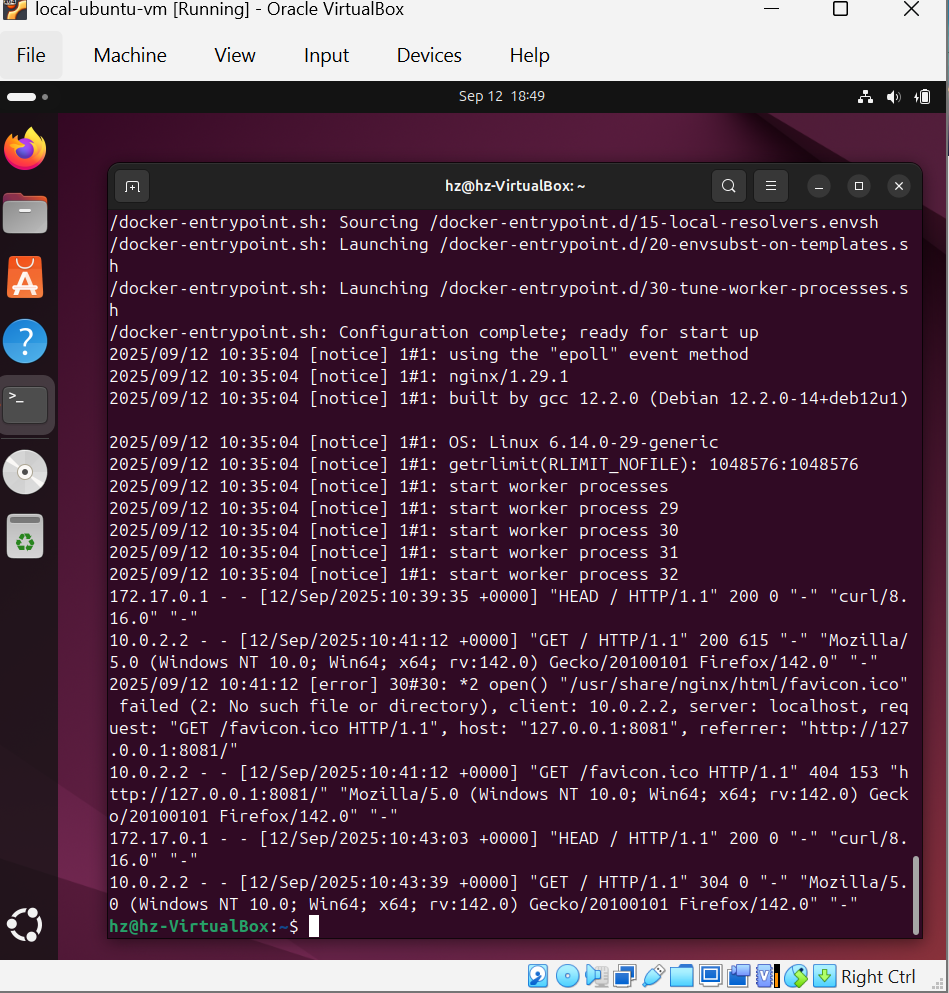 local-ubuntu-vm [Running] - Oracle VirtualBox
File Machine View Input Devices Help
Sep 12 18:49
hz@hz-VirtualBox: ~
/docker-entrypoint.sh: Sourcing /docker-entrypoint.d/15-local-resolvers.envsh
/docker-entrypoint.sh: Launching /docker-entrypoint.d/20-envsubst-on-templates.s
h
/docker-entrypoint.sh: Launching /docker-entrypoint.d/30-tune-worker-processes.s
h
/docker-entrypoint.sh: Configuration complete; ready for start up
2025/09/12 10:35:04 [notice] 1#1: using the "epoll" event method
2025/09/12 10:35:04 [notice] 1#1: nginx/1.29.1
2025/09/12 10:35:04 [notice] 1#1: built by gcc 12.2.0 (Debian 12.2.0-14+deb12u1)
2025/09/12 10:35:04 [notice] 1#1: OS: Linux 6.14.0-29-generic
2025/09/12 10:35:04 [notice] 1#1: getrlimit(RLIMIT_NOFILE): 1048576:1048576
2025/09/12 10:35:04 [notice] 1#1: start worker processes
2025/09/12 10:35:04 [notice] 1#1: start worker process 29
2025/09/12 10:35:04 [notice] 1#1: start worker process 30
2025/09/12 10:35:04 [notice] 1#1: start worker process 31
2025/09/12 10:35:04 [notice] 1#1: start worker process 32
172.17.0.1 - - [12/Sep/2025:10:39:35 +0000] "HEAD / HTTP/1.1" 200 0 "-" "curl/8.
16.0" "-"
10.0.2.2 - - [12/Sep/2025:10:41:12 +0000] "GET / HTTP/1.1" 200 615 "-" "Mozilla/
5.0 (Windows NT 10.0; Win64; x64; rv:142.0) Gecko/20100101 Firefox/142.0" "-"
2025/09/12 10:41:12 [error] 30#30: *2 open() "/usr/share/nginx/html/favicon.ico"
 failed (2: No such file or directory), client: 10.0.2.2, server: localhost, req
uest: "GET /favicon.ico HTTP/1.1", host: "127.0.0.1:8081", referrer: "http://127
.0.0.1:8081/"
10.0.2.2 - - [12/Sep/2025:10:41:12 +0000] "GET /favicon.ico HTTP/1.1" 404 153 "h
ttp://127.0.0.1:8081/" "Mozilla/5.0 (Windows NT 10.0; Win64; x64; rv:142.0) Geck
o/20100101 Firefox/142.0" "-"
172.17.0.1 - - [12/Sep/2025:10:43:03 +0000] "HEAD / HTTP/1.1" 200 0 "-" "curl/8.
16.0" "-"
10.0.2.2 - - [12/Sep/2025:10:43:39 +0000] "GET / HTTP/1.1" 304 0 "-" "Mozilla/5.
0 (Windows NT 10.0; Win64; x64; rv:142.0) Gecko/20100101 Firefox/142.0" "-"
hz@hz-VirtualBox:~$
Right Ctrl